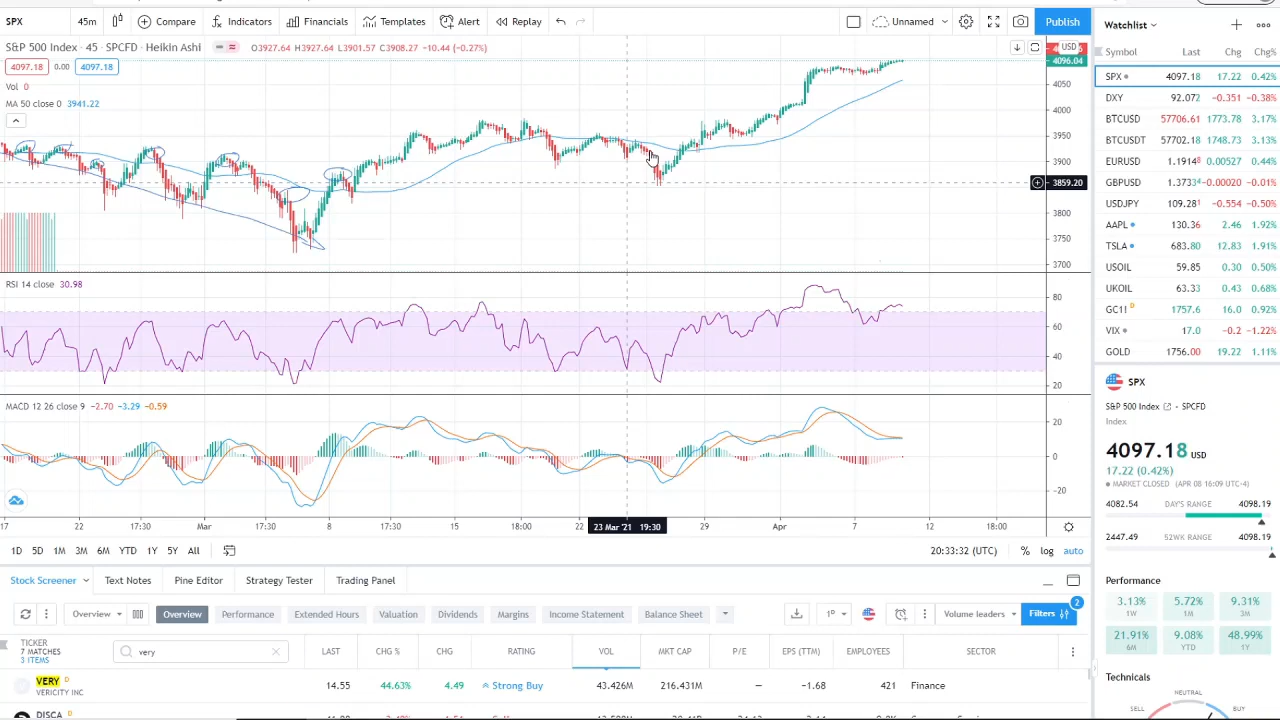 SPX 45m Compare Indicators Financials Templates Alert Replay Unnamed Publish
S&P 500 Index · 45 · SPCFD · Heikin Ashi O3927.64 H3927.64 L3901.57 C3908.27 −10.44 (−0.27%)
USD
4097.18 0.00 4097.18
4096.04
Vol 0
MA 50 close 0 3941.22
4050
4000
3950
3900
3859.20
3800
3750
3700
RSI 14 close 30.98
80
60
40
20
MACD 12 26 close 9 −2.70 −3.29 −0.59
20
0
−20
17 22 17:30 Mar 17:30 8 17:30 15 18:00 22 23 Mar '21 19:30 29 Apr 7 12 18:00
1D 5D 1M 3M 6M YTD 1Y 5Y All 20:33:32 (UTC) % log auto
Stock Screener Text Notes Pine Editor Strategy Tester Trading Panel
Overview Overview Performance Extended Hours Valuation Dividends Margins Income Statement Balance Sheet 1D Volume leaders Filters 2
TICKER
7 MATCHES
3 ITEMS
very
LAST CHG % CHG RATING VOL MKT CAP P/E EPS (TTM) EMPLOYEES SECTOR
VERY D
VERICITY INC
14.55 44.63% 4.49 Strong Buy 43.426M 216.431M — −1.68 421 Finance
DISCA D
Watchlist
Symbol Last Chg Chg%
SPX 4097.18 17.22 0.42%
DXY 92.072 −0.351 −0.38%
BTCUSD 57706.61 1773.78 3.17%
BTCUSDT 57702.18 1748.73 3.13%
EURUSD 1.19148 0.00527 0.44%
GBPUSD 1.37334 −0.00020 −0.01%
USDJPY 109.281 −0.554 −0.50%
AAPL 130.36 2.46 1.92%
TSLA 683.80 12.83 1.91%
USOIL 59.85 0.30 0.50%
UKOIL 63.33 0.43 0.68%
GC1! D 1757.6 16.0 0.92%
VIX 17.0 −0.2 −1.22%
GOLD 1756.00 19.22 1.11%
SPX
S&P 500 Index · SPCFD
Index
4097.18 USD
17.22 (0.42%)
MARKET CLOSED (APR 08 16:09 UTC-4)
4082.54 DAY'S RANGE 4098.19
2447.49 52WK RANGE 4098.19
Performance
3.13% 5.72% 9.31%
1W 1M 3M
21.91% 9.08% 48.99%
6M YTD 1Y
Technicals
NEUTRAL
SELL BUY